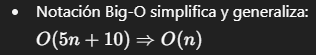 • Notación Big-O simplifica y generaliza:
O(5n + 10) ⇒ O(n)